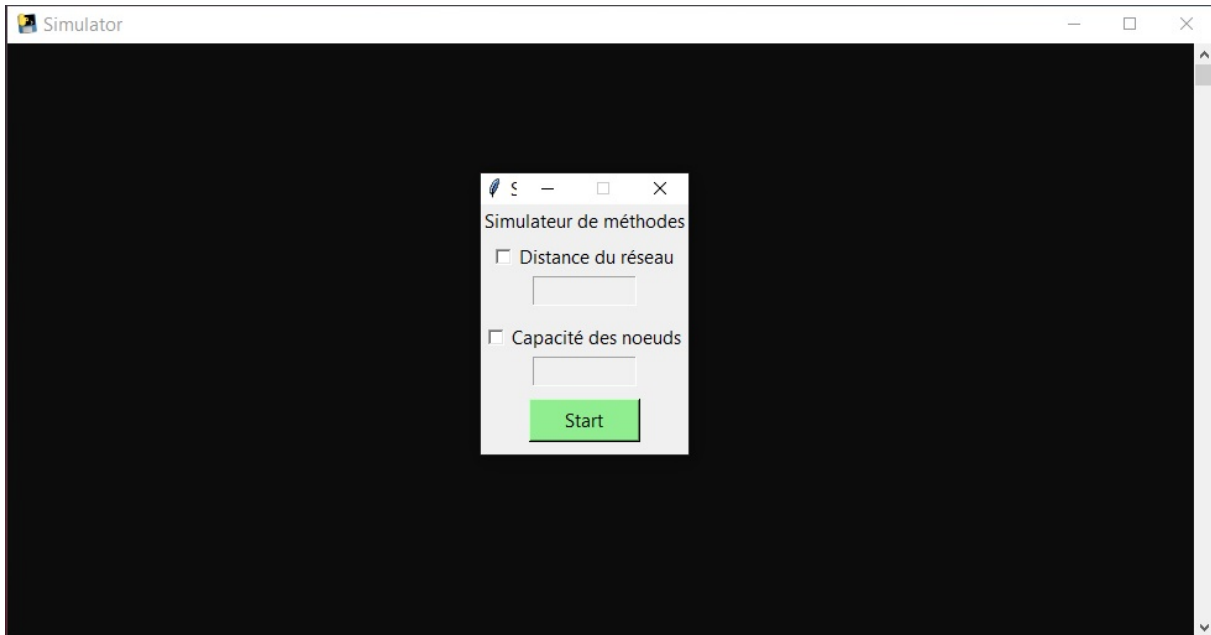 Simulator
Simulateur de méthodes
Distance du réseau
Capacité des noeuds
Start